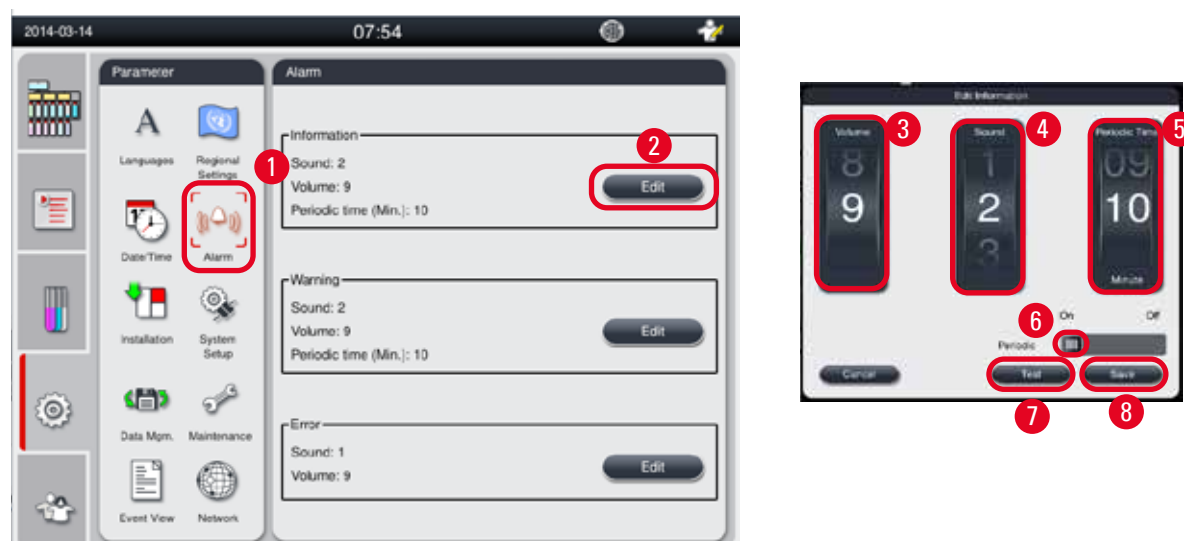 2014-03-14 07:54
Parameter
A
Languages
Regional
Settings
Date/Time
Alarm
Installation
System
Setup
Data Mgm.
Maintenance
Event View
Network
Alarm
1
Information
Sound: 2
Volume: 9
Periodic time (Min.): 10
2
Edit
Warning
Sound: 2
Volume: 9
Periodic time (Min.): 10
Edit
Error
Sound: 1
Volume: 9
Edit
Edit Information
Volume
3
8
9
Sound
4
1
2
3
Periodic Time
5
09
10
Minute
6
On Off
Periodic
Cancel
Test
Save
7
8